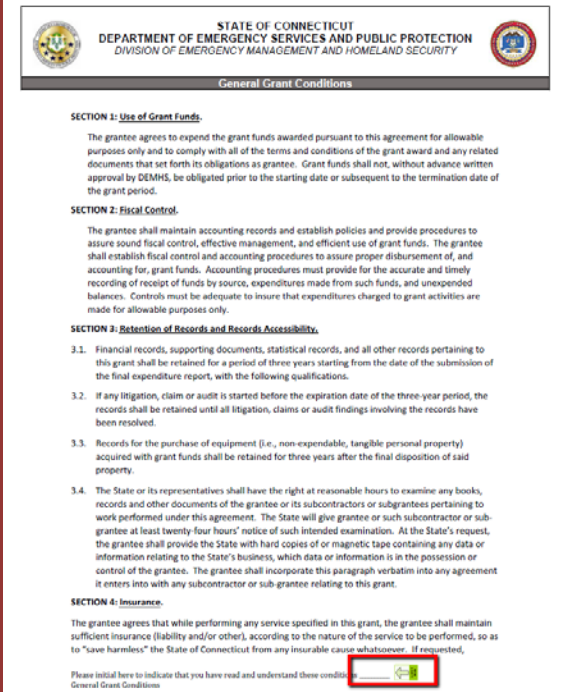 STATE OF CONNECTICUT
DEPARTMENT OF EMERGENCY SERVICES AND PUBLIC PROTECTION
DIVISION OF EMERGENCY MANAGEMENT AND HOMELAND SECURITY
General Grant Conditions
SECTION 1: Use of Grant Funds.
The grantee agrees to expend the grant funds awarded pursuant to this agreement for allowable
purposes only and to comply with all of the terms and conditions of the grant award and any related
documents that set forth its obligations as grantee. Grant funds shall not, without advance written
approval by DEMHS, be obligated prior to the starting date or subsequent to the termination date of
the grant period.
SECTION 2: Fiscal Control.
The grantee shall maintain accounting records and establish policies and provide procedures to
assure sound fiscal control, effective management, and efficient use of grant funds. The grantee
shall establish fiscal control and accounting procedures to assure proper disbursement of, and
accounting for, grant funds. Accounting procedures must provide for the accurate and timely
recording of receipt of funds by source, expenditures made from such funds, and unexpended
balances. Controls must be adequate to insure that expenditures charged to grant activities are
made for allowable purposes only.
SECTION 3: Retention of Records and Records Accessibility.
3.1. Financial records, supporting documents, statistical records, and all other records pertaining to
this grant shall be retained for a period of three years starting from the date of the submission of
the final expenditure report, with the following qualifications.
3.2. If any litigation, claim or audit is started before the expiration date of the three-year period, the
records shall be retained until all litigation, claims or audit findings involving the records have
been resolved.
3.3. Records for the purchase of equipment (i.e., non-expendable, tangible personal property)
acquired with grant funds shall be retained for three years after the final disposition of said
property.
3.4. The State or its representatives shall have the right at reasonable hours to examine any books,
records and other documents of the grantee or its subcontractors or subgrantees pertaining to
work performed under this agreement. The State will give grantee or such subcontractor or sub-
grantee at least twenty-four hours' notice of such intended examination. At the State's request,
the grantee shall provide the State with hard copies of or magnetic tape containing any data or
information relating to the State's business, which data or information is in the possession or
control of the grantee. The grantee shall incorporate this paragraph verbatim into any agreement
it enters into with any subcontractor or sub-grantee relating to this grant.
SECTION 4: Insurance.
The grantee agrees that while performing any service specified in this grant, the grantee shall maintain
sufficient insurance (liability and/or other), according to the nature of the service to be performed, so as
to "save harmless" the State of Connecticut from any insurable cause whatsoever. If requested,
Please initial here to indicate that you have read and understand these conditions ________
General Grant Conditions